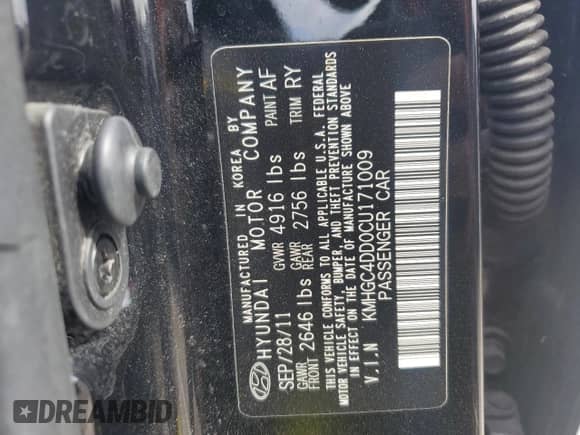 MANUFACTURED IN KOREA BY
HYUNDAI MOTOR COMPANY
SEP/28/11 GVWR 4916 lbs PAINT AF
GAWR FRONT 2646 lbs GAWR REAR 2756 lbs TRIM RY
THIS VEHICLE CONFORMS TO ALL APPLICABLE U.S.A. FEDERAL
MOTOR VEHICLE SAFETY, BUMPER, AND THEFT PREVENTION STANDARDS
IN EFFECT ON THE DATE OF MANUFACTURE SHOWN ABOVE
V.I.N KMHGC4DD0CU171009
PASSENGER CAR
DREAMBID